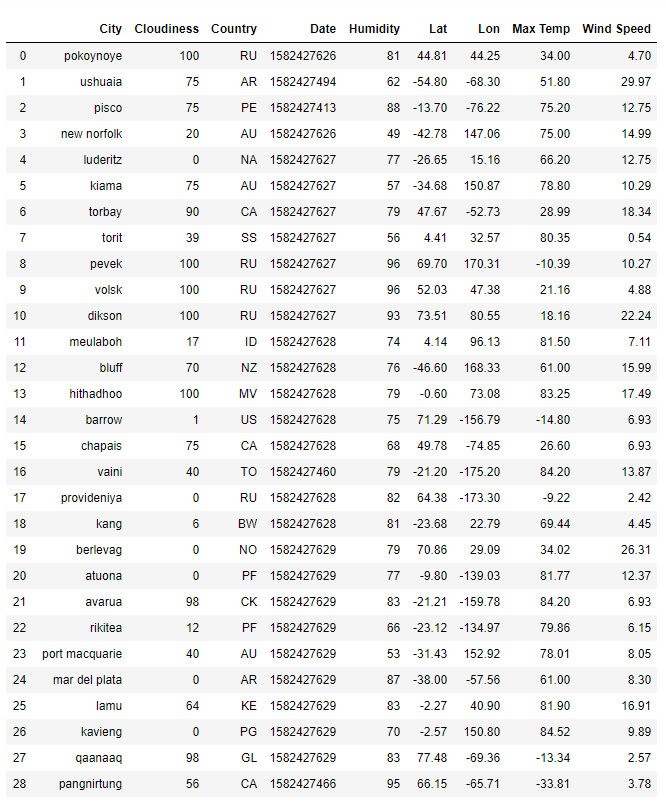 City Cloudiness Country Date Humidity Lat Lon Max Temp Wind Speed
0 pokoynoye 100 RU 1582427626 81 44.81 44.25 34.00 4.70
1 ushuaia 75 AR 1582427494 62 -54.80 -68.30 51.80 29.97
2 pisco 75 PE 1582427413 88 -13.70 -76.22 75.20 12.75
3 new norfolk 20 AU 1582427626 49 -42.78 147.06 75.00 14.99
4 luderitz 0 NA 1582427627 77 -26.65 15.16 66.20 12.75
5 kiama 75 AU 1582427627 57 -34.68 150.87 78.80 10.29
6 torbay 90 CA 1582427627 79 47.67 -52.73 28.99 18.34
7 torit 39 SS 1582427627 56 4.41 32.57 80.35 0.54
8 pevek 100 RU 1582427627 96 69.70 170.31 -10.39 10.27
9 volsk 100 RU 1582427627 96 52.03 47.38 21.16 4.88
10 dikson 100 RU 1582427627 93 73.51 80.55 18.16 22.24
11 meulaboh 17 ID 1582427628 74 4.14 96.13 81.50 7.11
12 bluff 70 NZ 1582427628 76 -46.60 168.33 61.00 15.99
13 hithadhoo 100 MV 1582427628 79 -0.60 73.08 83.25 17.49
14 barrow 1 US 1582427628 75 71.29 -156.79 -14.80 6.93
15 chapais 75 CA 1582427628 68 49.78 -74.85 26.60 6.93
16 vaini 40 TO 1582427460 79 -21.20 -175.20 84.20 13.87
17 provideniya 0 RU 1582427628 82 64.38 -173.30 -9.22 2.42
18 kang 6 BW 1582427628 81 -23.68 22.79 69.44 4.45
19 berlevag 0 NO 1582427629 79 70.86 29.09 34.02 26.31
20 atuona 0 PF 1582427629 77 -9.80 -139.03 81.77 12.37
21 avarua 98 CK 1582427629 83 -21.21 -159.78 84.20 6.93
22 rikitea 12 PF 1582427629 66 -23.12 -134.97 79.86 6.15
23 port macquarie 40 AU 1582427629 53 -31.43 152.92 78.01 8.05
24 mar del plata 0 AR 1582427629 87 -38.00 -57.56 61.00 8.30
25 lamu 64 KE 1582427629 83 -2.27 40.90 81.90 16.91
26 kavieng 0 PG 1582427629 70 -2.57 150.80 84.52 9.89
27 qaanaaq 98 GL 1582427629 83 77.48 -69.36 -13.34 2.57
28 pangnirtung 56 CA 1582427466 95 66.15 -65.71 -33.81 3.78